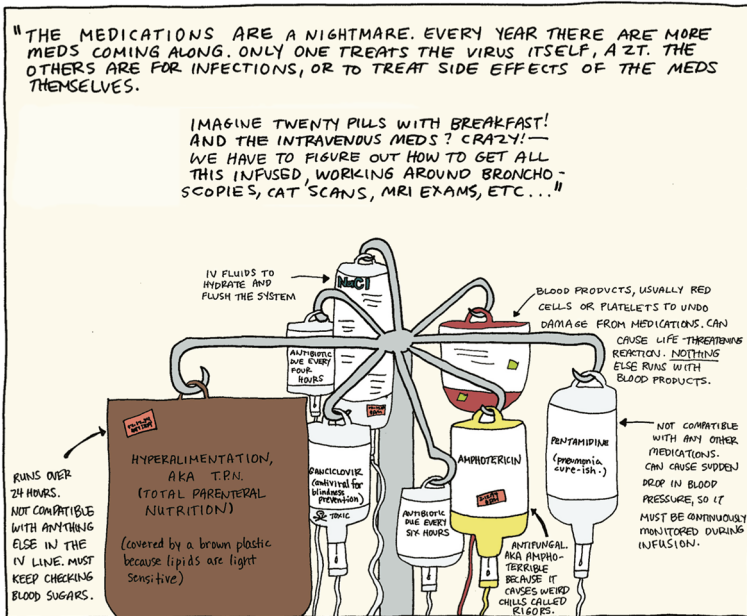 "THE MEDICATIONS ARE A NIGHTMARE. EVERY YEAR THERE ARE MORE
MEDS COMING ALONG. ONLY ONE TREATS THE VIRUS ITSELF, AZT. THE
OTHERS ARE FOR INFECTIONS, OR TO TREAT SIDE EFFECTS OF THE MEDS
THEMSELVES.
IMAGINE TWENTY PILLS WITH BREAKFAST!
AND THE INTRAVENOUS MEDS? CRAZY!—
WE HAVE TO FIGURE OUT HOW TO GET ALL
THIS INFUSED, WORKING AROUND BRONCHO-
SCOPIES, CAT SCANS, MRI EXAMS, ETC..."
IV FLUIDS TO
HYDRATE AND
FLUSH THE SYSTEM
NaCl
BLOOD PRODUCTS, USUALLY RED
CELLS OR PLATELETS TO UNDO
DAMAGE FROM MEDICATIONS. CAN
CAUSE LIFE-THREATENING
REACTION. NOTHING
ELSE RUNS WITH
BLOOD PRODUCTS.
ANTIBIOTIC
DUE EVERY
FOUR
HOURS
RUNS OVER
24 HOURS.
NOT COMPATIBLE
WITH ANYTHING
ELSE IN THE
IV LINE. MUST
KEEP CHECKING
BLOOD SUGARS.
HYPERALIMENTATION,
AKA T.P.N.
(TOTAL PARENTERAL
NUTRITION)
(covered by a brown plastic
because lipids are light
sensitive)
GANCICLOVIR
(antiviral for
blindness
prevention)
TOXIC
ANTIBIOTIC
DUE EVERY
SIX HOURS
AMPHOTERICIN
ANTIFUNGAL.
AKA AMPHO-
TERRIBLE
BECAUSE IT
CAUSES WEIRD
CHILLS CALLED
RIGORS.
PENTAMIDINE
(pneumonia
cure-ish.)
NOT COMPATIBLE
WITH ANY OTHER
MEDICATIONS.
CAN CAUSE SUDDEN
DROP IN BLOOD
PRESSURE, SO IT
MUST BE CONTINUOUSLY
MONITORED DURING
INFUSION.